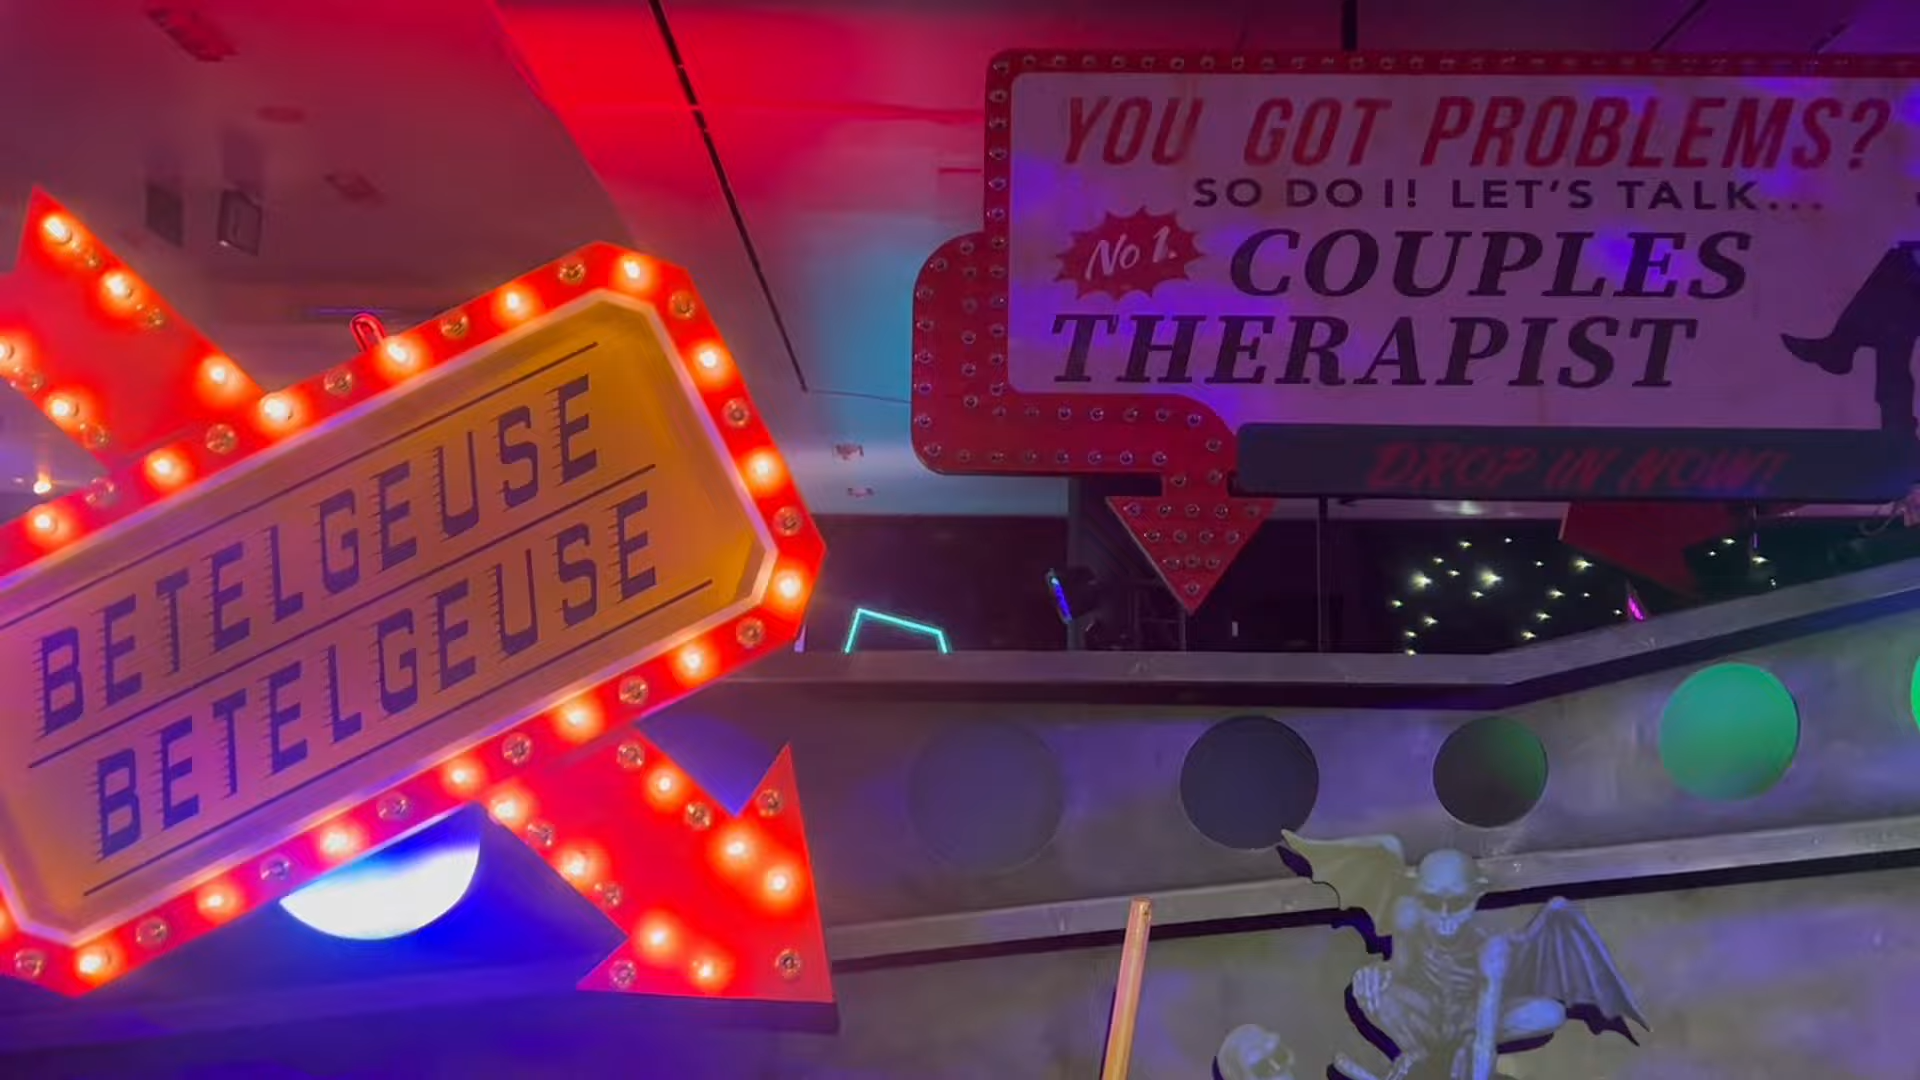 BETELGEUSE
BETELGEUSE
YOU GOT PROBLEMS?
SO DO I! LET'S TALK...
No 1. COUPLES
THERAPIST
DROP IN NOW!